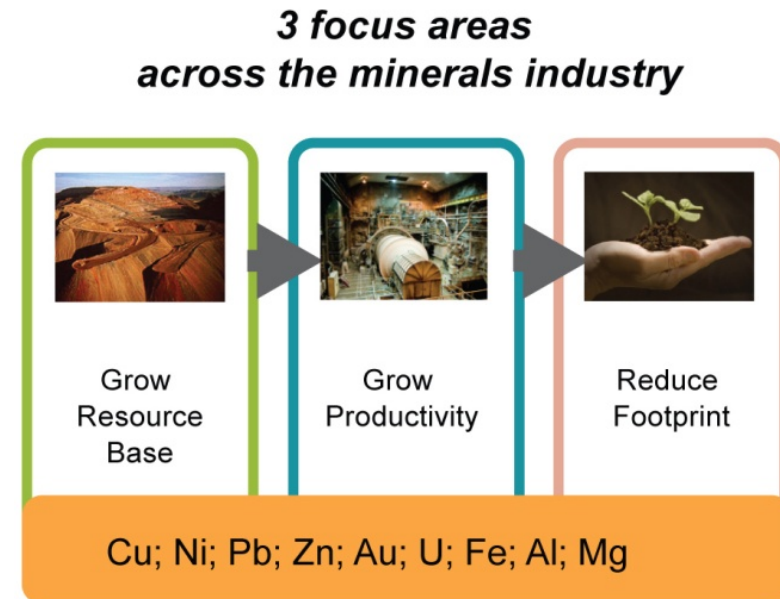 3 focus areas
across the minerals industry
Grow
Resource
Base
Grow
Productivity
Reduce
Footprint
Cu; Ni; Pb; Zn; Au; U; Fe; Al; Mg